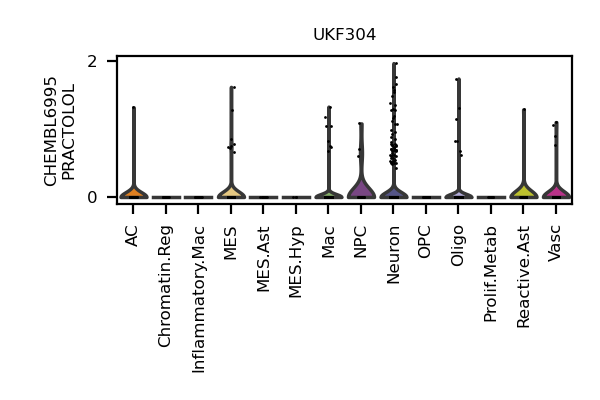 UKF304
CHEMBL6995
PRACTOLOL
2
0
AC
Chromatin.Reg
Inflammatory.Mac
MES
MES.Ast
MES.Hyp
Mac
NPC
Neuron
OPC
Oligo
Prolif.Metab
Reactive.Ast
Vasc